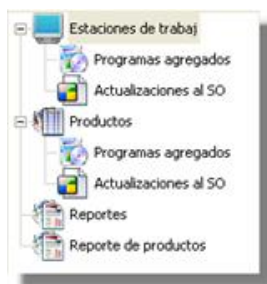 Estaciones de trabaj
Programas agregados
Actualizaciones al SO
Productos
Programas agregados
Actualizaciones al SO
Reportes
Reporte de productos